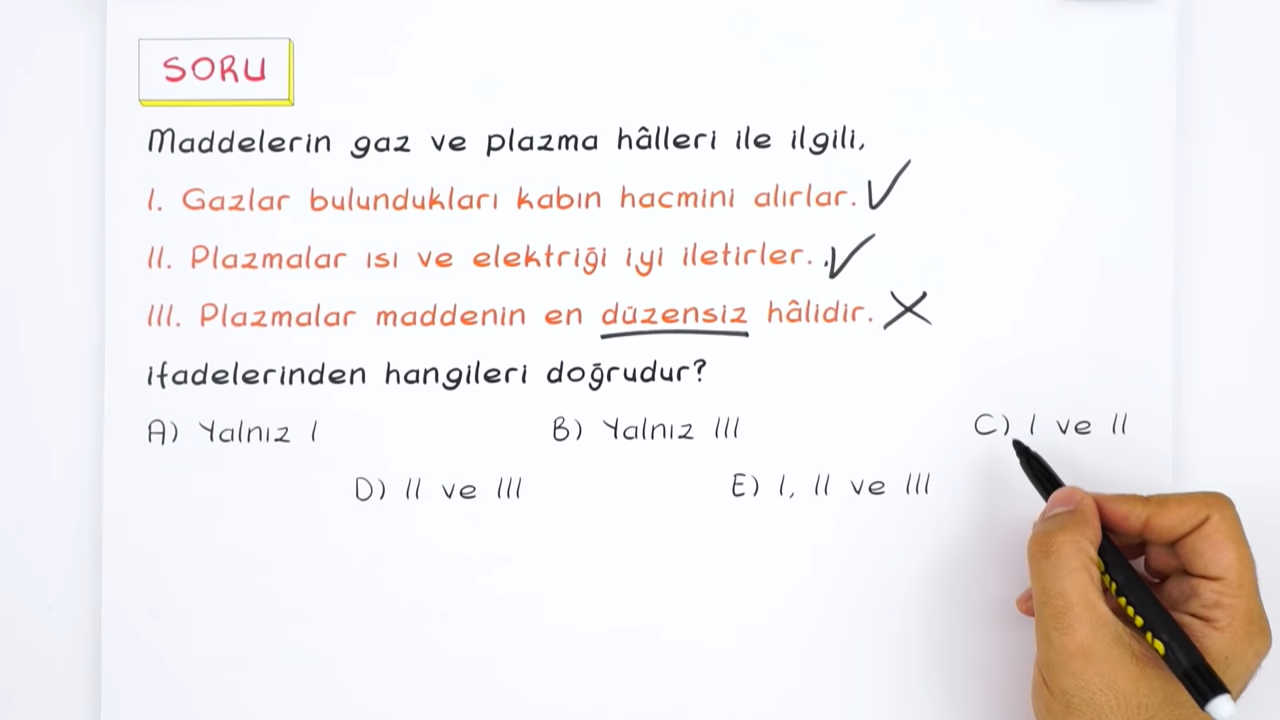 SORU
Maddelerin gaz ve plazma hâlleri ile ilgili,
I. Gazlar bulundukları kabın hacmini alırlar.
II. Plazmalar ısı ve elektriği iyi iletirler.
III. Plazmalar maddenin en düzensiz hâlidir.
ifadelerinden hangileri doğrudur?
A) Yalnız I B) Yalnız III C) I ve II
D) II ve III E) I, II ve III